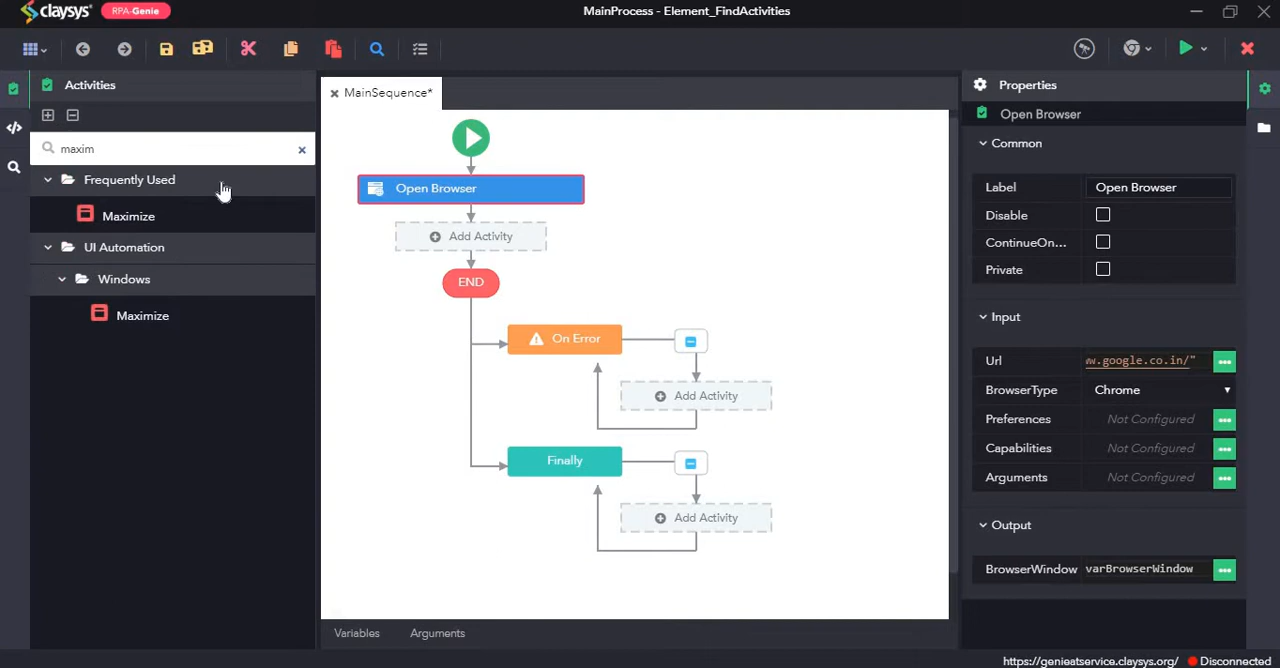 claysys
RPA-Genie
MainProcess - Element_FindActivities
Activities
maxim
Frequently Used
Maximize
UI Automation
Windows
Maximize
MainSequence*
Open Browser
Add Activity
END
On Error
Add Activity
Finally
Add Activity
Variables
Arguments
Properties
Open Browser
Common
Label
Open Browser
Disable
ContinueOn...
Private
Input
Url
w.google.co.in/"
BrowserType
Chrome
Preferences
Not Configured
Capabilities
Not Configured
Arguments
Not Configured
Output
BrowserWindow
varBrowserWindow
https://genieatservice.claysys.org/
Disconnected